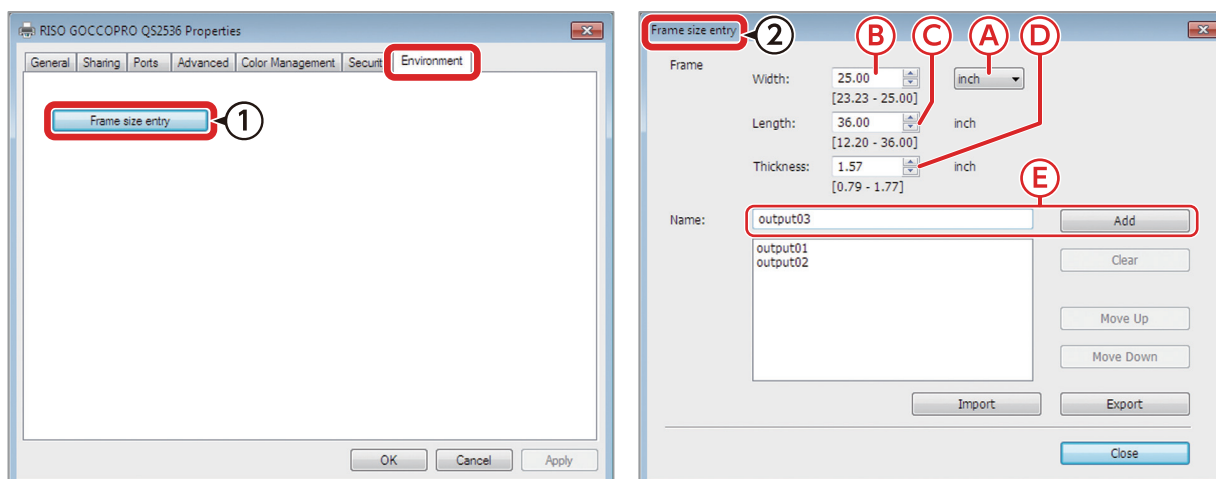 RISO GOCCOPRO QS2536 Properties
General Sharing Ports Advanced Color Management Securit Environment
Frame size entry
1
OK Cancel Apply
Frame size entry
2 B C A D
Frame
Width: 25.00 inch
[23.23 - 25.00]
Length: 36.00 inch
[12.20 - 36.00]
Thickness: 1.57 inch
[0.79 - 1.77]
E
Name: output03 Add
output01
output02
Clear
Move Up
Move Down
Import Export
Close